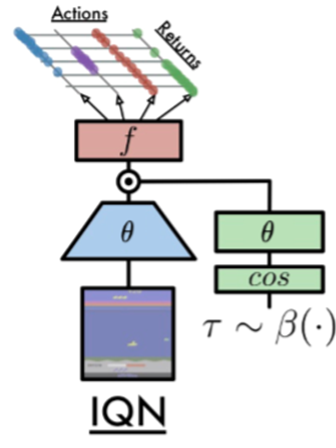 Actions
Returns
f
θ
θ
cos
τ ∼ β(·)
IQN